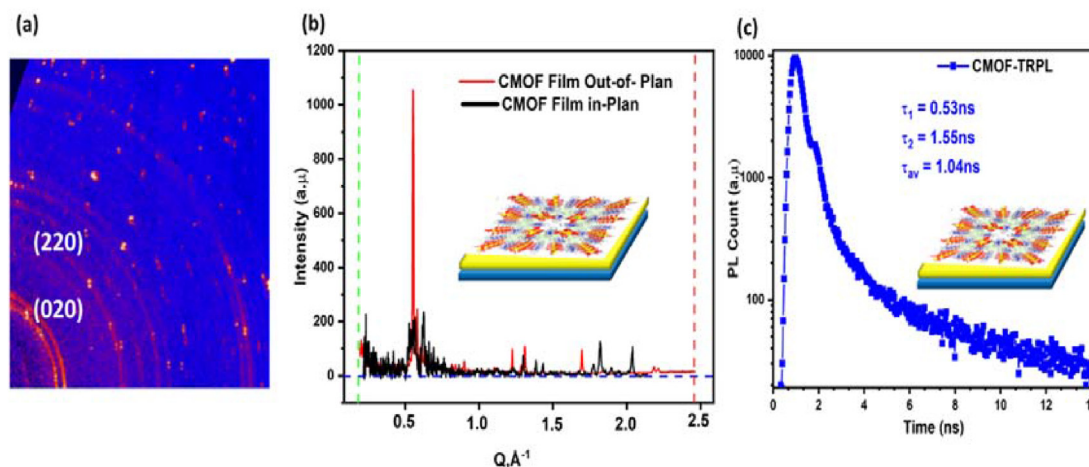 (a)
(220)
(020)
(b)
1200
1000
800
600
400
200
0
Intensity (a.μ)
CMOF Film Out-of- Plan
CMOF Film in-Plan
0.5
1.0
1.5
2.0
2.5
Q,Å⁻¹
(c)
10000
1000
100
PL Count (a.μ)
CMOF-TRPL
τ₁ = 0.53ns
τ₂ = 1.55ns
τav = 1.04ns
0
2
4
6
8
10
12
14
Time (ns)